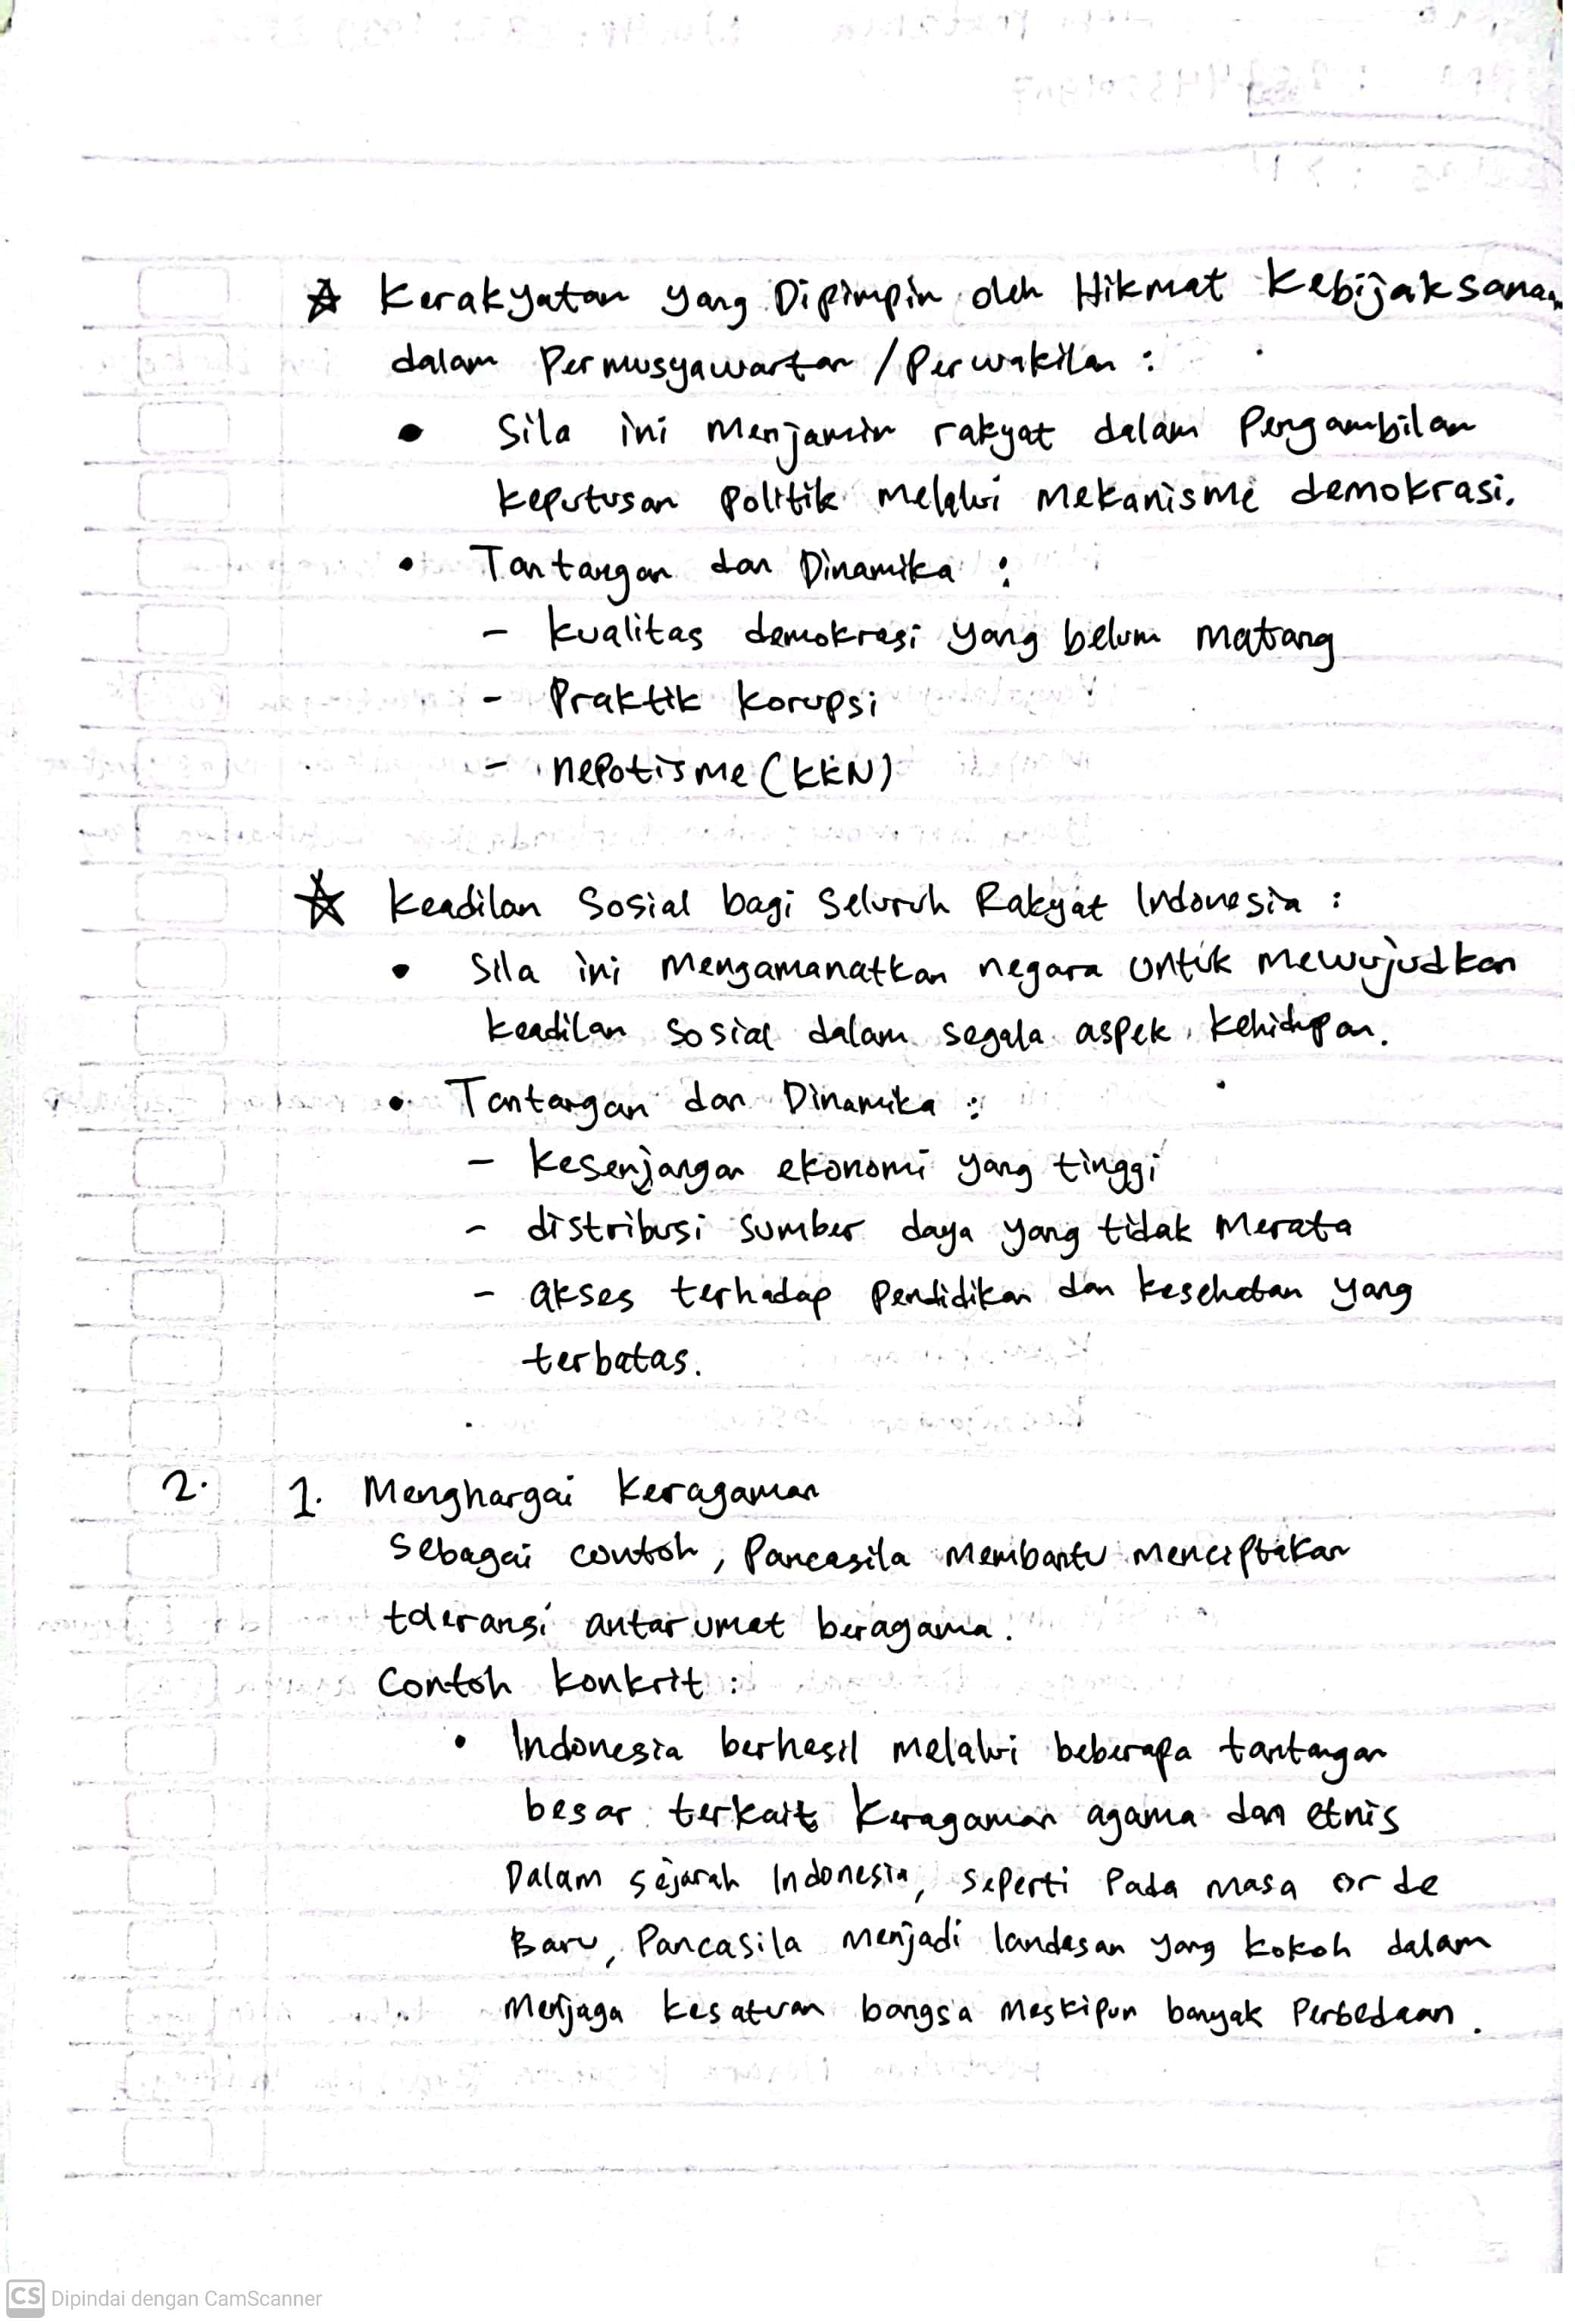 ☆ Kerakyatan yang Dipimpin oleh Hikmat Kebijaksanaan
dalam Permusyawartan / Perwakilan :
• Sila ini menjamin rakyat dalam Pengambilan
keputusan Politik melalui mekanisme demokrasi.
• Tantangan dan Dinamika :
- kualitas demokrasi yang belum matang
- Praktik korupsi
- nepotisme (KKN)
☆ Keadilan Sosial bagi Seluruh Rakyat Indonesia :
• Sila ini mengamanatkan negara untuk mewujudkan
keadilan sosial dalam segala aspek kehidupan.
• Tantangan dan Dinamika :
- kesenjangan ekonomi yang tinggi
- distribusi sumber daya yang tidak merata
- akses terhadap pendidikan dan kesehatan yang
terbatas.
2. 1. Menghargai Keragaman
Sebagai contoh, Pancasila membantu menciptakan
toleransi antar umat beragama.
Contoh konkrit :
• Indonesia berhasil melalui beberapa tantangan
besar terkait keragaman agama dan etnis
Dalam sejarah Indonesia, seperti Pada masa orde
Baru, Pancasila menjadi landasan yang kokoh dalam
Menjaga kesatuan bangsa meskipun banyak Perbedaan.
CS Dipindai dengan CamScanner